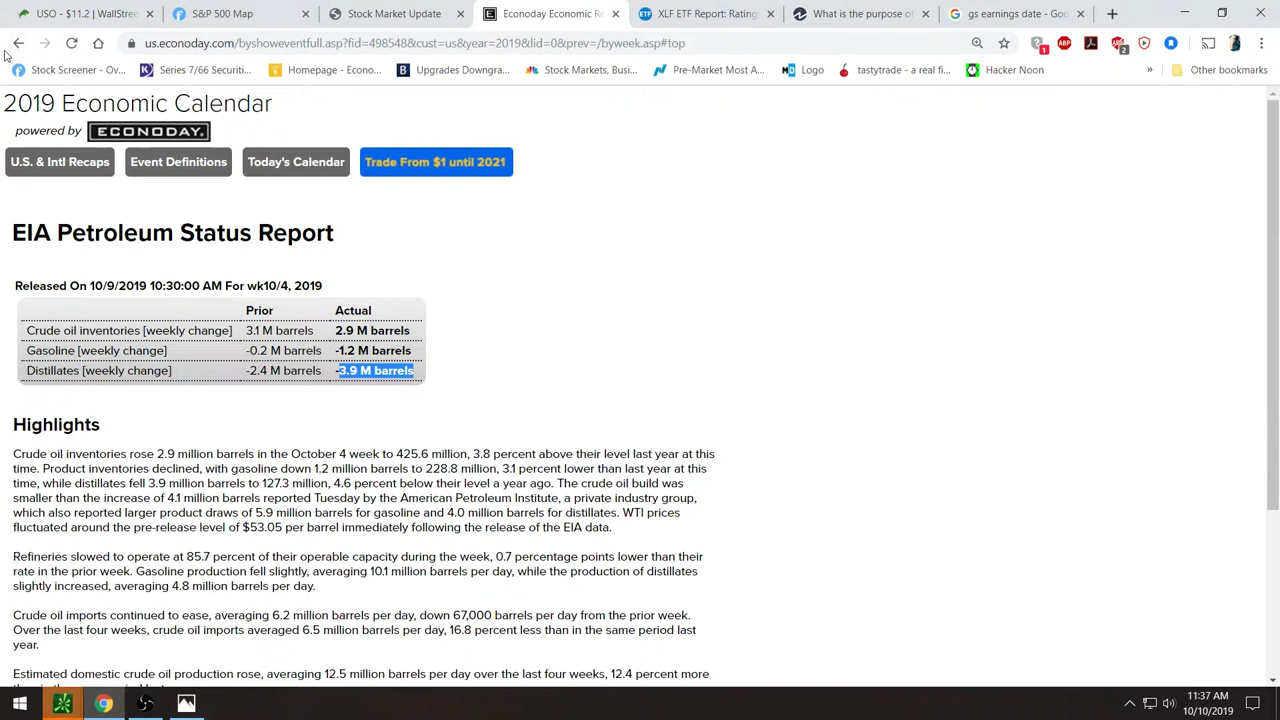 USO - $11.2 | WallStre
S&P 500 Map
Stock Market Update
Econoday Economic Re
XLF ETF Report: Rating
What is the purpose of
gs earnings date - Goo
us.econoday.com/byshoweventfull.asp?fid=498548&cust=us&year=2019&lid=0&prev=/byweek.asp#top
1
ABP
2
Stock Screener - Ov...
Series 7/66 Securiti...
Homepage - Econo...
Upgrades Downgra...
Stock Markets, Busi...
Pre-Market Most A...
Logo
tastytrade - a real fi...
Hacker Noon
»
Other bookmarks
2019 Economic Calendar
powered by ECONODAY
U.S. & Intl Recaps
Event Definitions
Today's Calendar
Trade From $1 until 2021
EIA Petroleum Status Report
Released On 10/9/2019 10:30:00 AM For wk10/4, 2019
Prior Actual
Crude oil inventories [weekly change] 3.1 M barrels 2.9 M barrels
Gasoline [weekly change] -0.2 M barrels -1.2 M barrels
Distillates [weekly change] -2.4 M barrels -3.9 M barrels
Highlights
Crude oil inventories rose 2.9 million barrels in the October 4 week to 425.6 million, 3.8 percent above their level last year at this
time. Product inventories declined, with gasoline down 1.2 million barrels to 228.8 million, 3.1 percent lower than last year at this
time, while distillates fell 3.9 million barrels to 127.3 million, 4.6 percent below their level a year ago. The crude oil build was
smaller than the increase of 4.1 million barrels reported Tuesday by the American Petroleum Institute, a private industry group,
which also reported larger product draws of 5.9 million barrels for gasoline and 4.0 million barrels for distillates. WTI prices
fluctuated around the pre-release level of $53.05 per barrel immediately following the release of the EIA data.
Refineries slowed to operate at 85.7 percent of their operable capacity during the week, 0.7 percentage points lower than their
rate in the prior week. Gasoline production fell slightly, averaging 10.1 million barrels per day, while the production of distillates
slightly increased, averaging 4.8 million barrels per day.
Crude oil imports continued to ease, averaging 6.2 million barrels per day, down 67,000 barrels per day from the prior week.
Over the last four weeks, crude oil imports averaged 6.5 million barrels per day, 16.8 percent less than in the same period last
year.
Estimated domestic crude oil production rose, averaging 12.5 million barrels per day over the last four weeks, 12.4 percent more
11:37 AM
10/10/2019